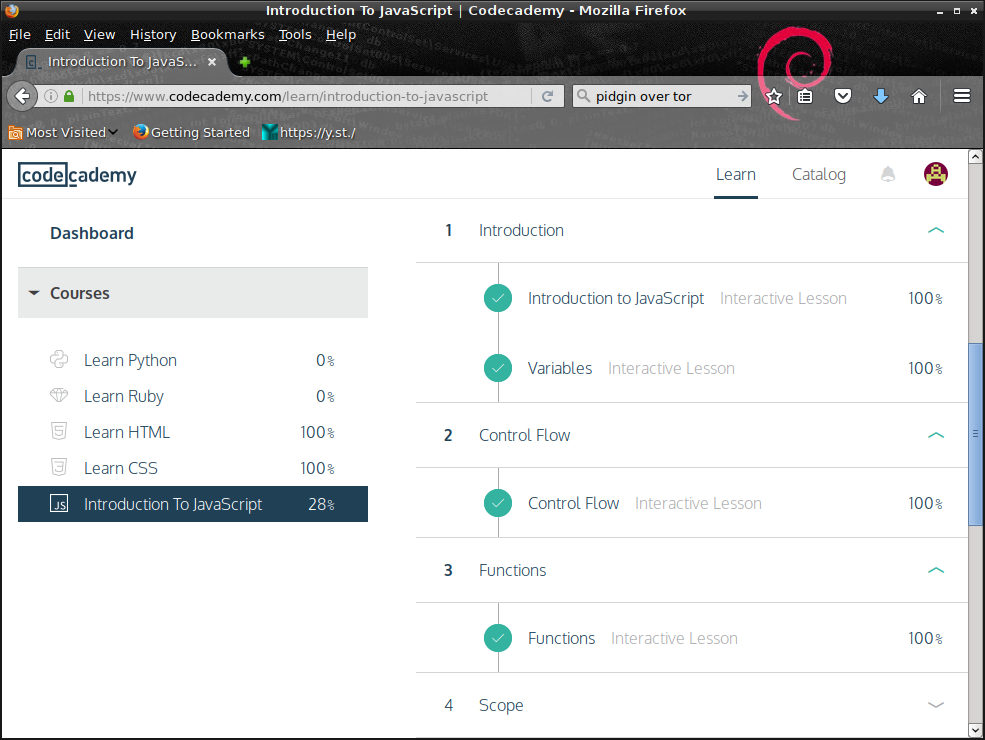 Introduction To JavaScript | Codecademy - Mozilla Firefox
File Edit View History Bookmarks Tools Help
Introduction To JavaS...
https://www.codecademy.com/learn/introduction-to-javascript
pidgin over tor
Most Visited Getting Started https://y.st./
codecademy
Learn Catalog
Dashboard
Courses
Learn Python 0%
Learn Ruby 0%
Learn HTML 100%
Learn CSS 100%
JS Introduction To JavaScript 28%
1 Introduction
Introduction to JavaScript Interactive Lesson 100%
Variables Interactive Lesson 100%
2 Control Flow
Control Flow Interactive Lesson 100%
3 Functions
Functions Interactive Lesson 100%
4 Scope